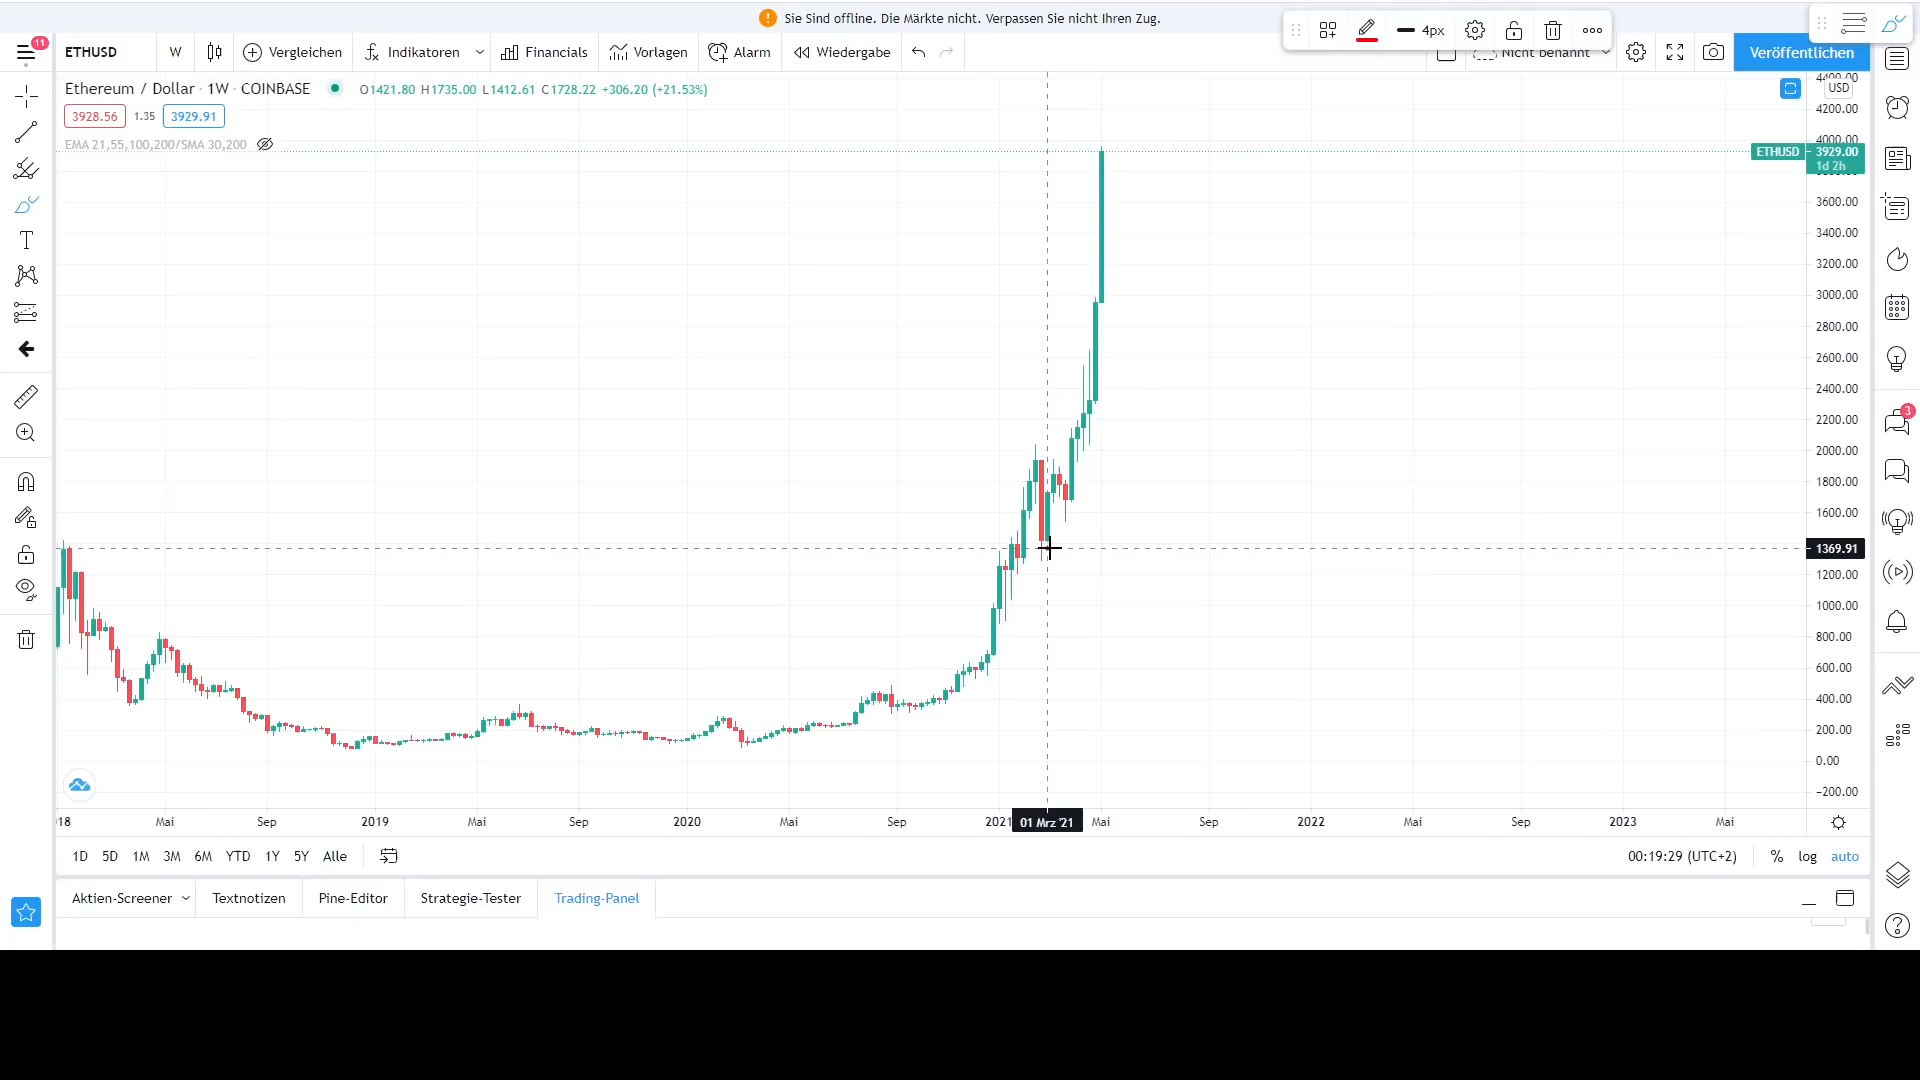 Sie Sind offline. Die Märkte nicht. Verpassen Sie nicht Ihren Zug.
4px
11
ETHUSD W Vergleichen Indikatoren Financials Vorlagen Alarm Wiedergabe Nicht benannt Veröffentlichen
Ethereum / Dollar · 1W · COINBASE O1421.80 H1735.00 L1412.61 C1728.22 +306.20 (+21.53%)
3928.56 1.35 3929.91
EMA 21,55,100,200/SMA 30,200
4400.00
USD
4200.00
4000.00
ETHUSD 3929.00
1d 2h
3600.00
3400.00
3200.00
3000.00
2800.00
2600.00
2400.00
3
2200.00
2000.00
1800.00
1600.00
1369.91
1200.00
1000.00
800.00
600.00
400.00
200.00
0.00
−200.00
18 Mai Sep 2019 Mai Sep 2020 Mai Sep 2021 01 Mrz '21 Mai Sep 2022 Mai Sep 2023 Mai
1D 5D 1M 3M 6M YTD 1Y 5Y Alle 00:19:29 (UTC+2) % log auto
Aktien-Screener Textnotizen Pine-Editor Strategie-Tester Trading-Panel